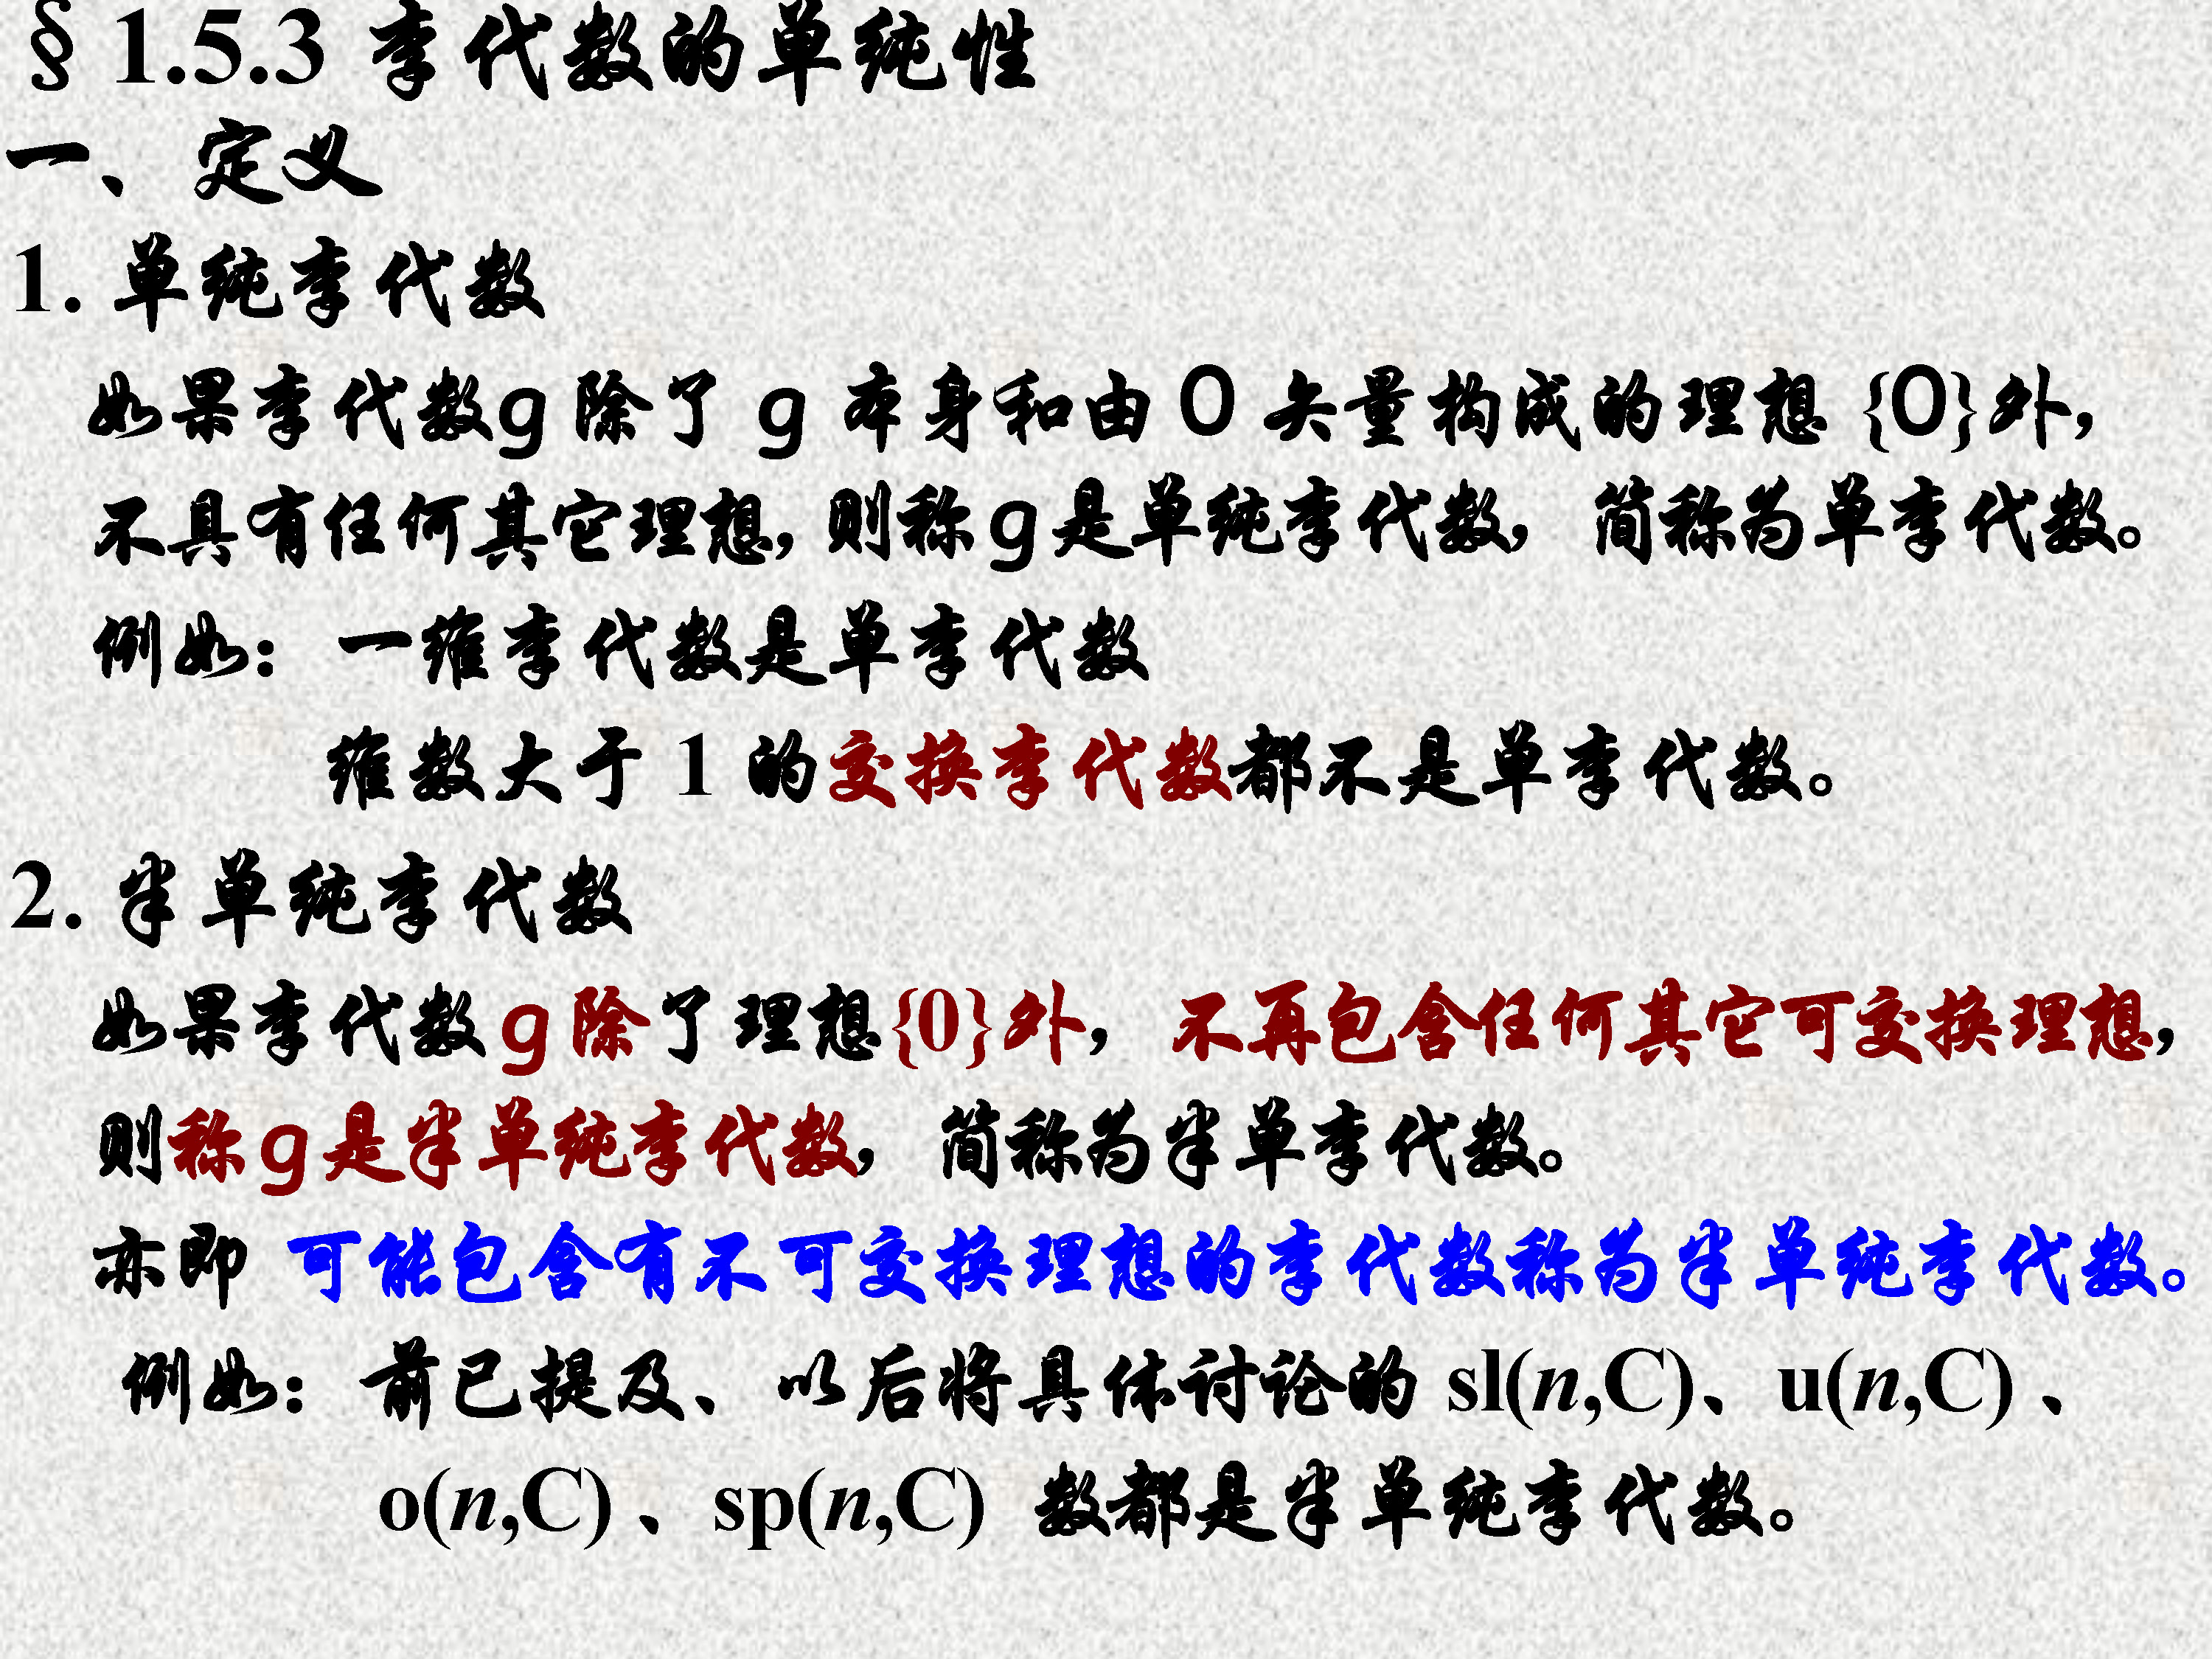 §1.5.3 李代数的单纯性
一、定义
1. 单纯李代数
如果李代数g 除了 g 本身和由 0 矢量构成的理想 {0}外，
不具有任何其它理想，则称g是单纯李代数，简称为单李代数。
例如：一维李代数是单李代数
维数大于 1 的交换李代数都不是单李代数。
2. 半单纯李代数
如果李代数g除了理想{0}外，不再包含任何其它可交换理想，
则称g是半单纯李代数，简称为半单李代数。
亦即 可能包含有不可交换理想的李代数称为半单纯李代数。
例如：前已提及、以后将具体讨论的 sl(n,C)、u(n,C) 、
o(n,C) 、sp(n,C) 数都是半单纯李代数。